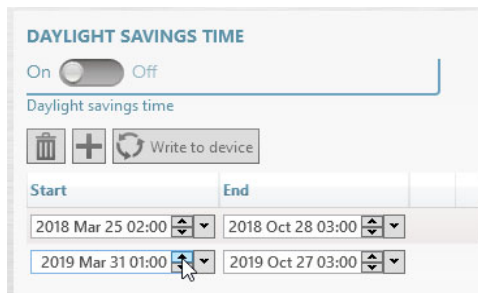 DAYLIGHT SAVINGS TIME
On Off
Daylight savings time
Write to device
Start End
2018 Mar 25 02:00 2018 Oct 28 03:00
2019 Mar 31 01:00 2019 Oct 27 03:00